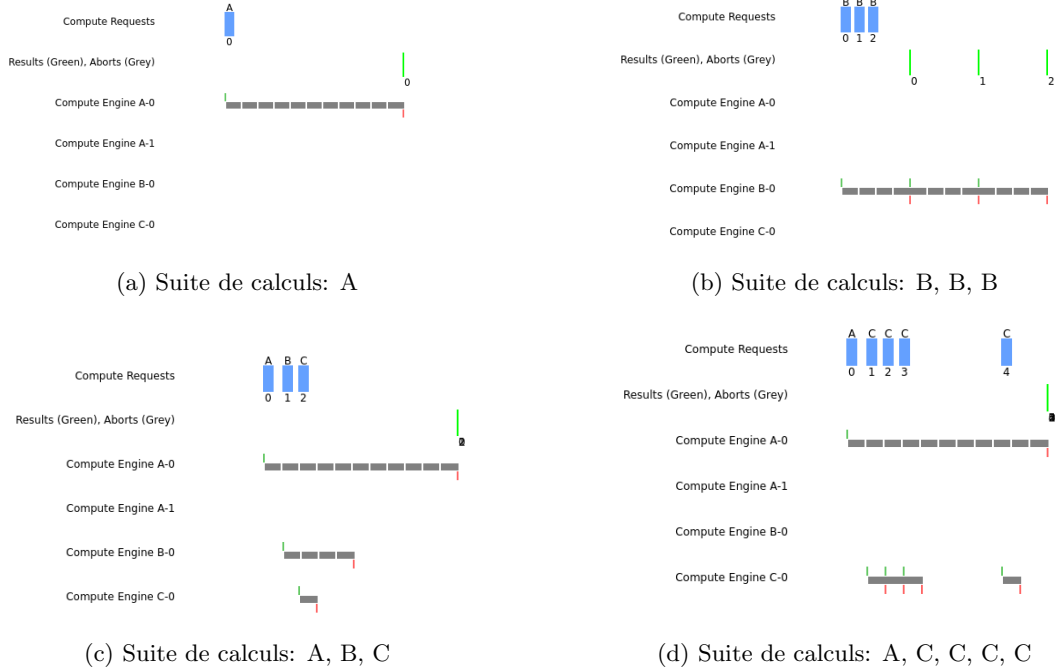 A
Compute Requests
0
Results (Green), Aborts (Grey)
0
Compute Engine A-0
Compute Engine A-1
Compute Engine B-0
Compute Engine C-0
(a) Suite de calculs: A
B B B
Compute Requests
0 1 2
Results (Green), Aborts (Grey)
0 1 2
Compute Engine A-0
Compute Engine A-1
Compute Engine B-0
Compute Engine C-0
(b) Suite de calculs: B, B, B
A B C
Compute Requests
0 1 2
Results (Green), Aborts (Grey)
Compute Engine A-0
Compute Engine A-1
Compute Engine B-0
Compute Engine C-0
(c) Suite de calculs: A, B, C
A C C C C
Compute Requests
0 1 2 3 4
Results (Green), Aborts (Grey)
Compute Engine A-0
Compute Engine A-1
Compute Engine B-0
Compute Engine C-0
(d) Suite de calculs: A, C, C, C, C